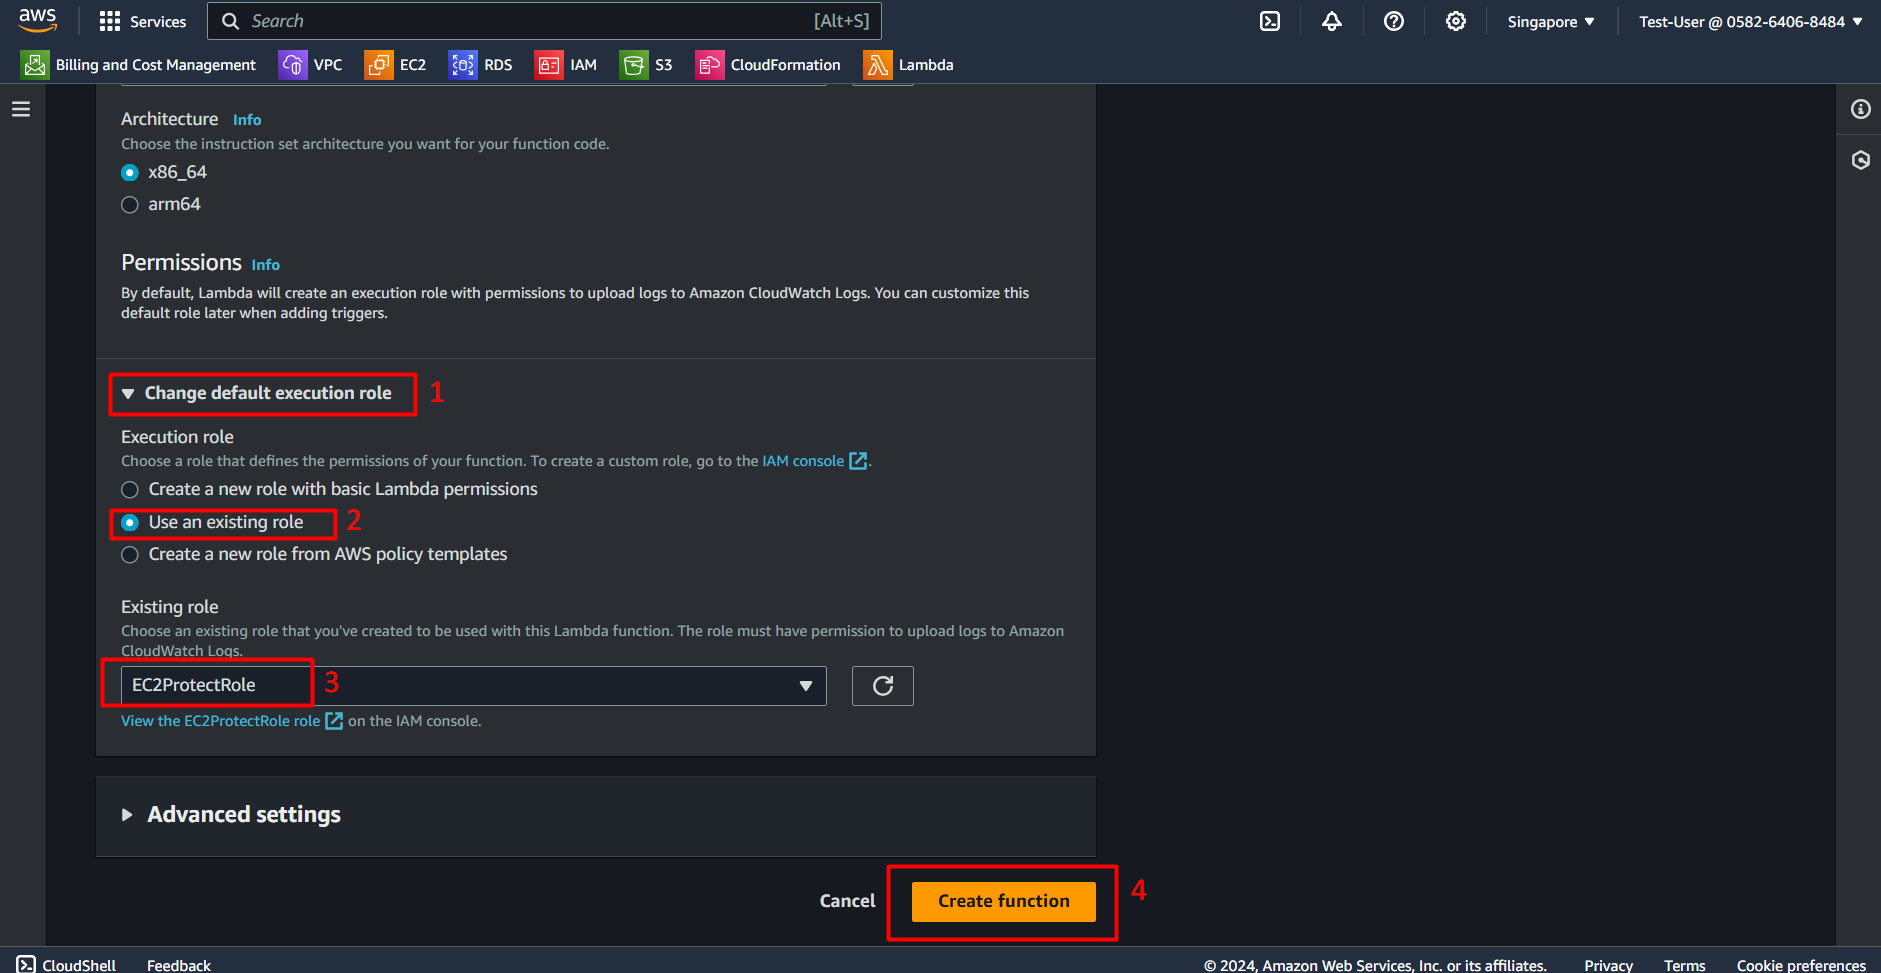 aws Services Search [Alt+S] Singapore Test-User @ 0582-6406-8484
Billing and Cost Management VPC EC2 RDS IAM S3 CloudFormation Lambda
Architecture Info
Choose the instruction set architecture you want for your function code.
x86_64
arm64
Permissions Info
By default, Lambda will create an execution role with permissions to upload logs to Amazon CloudWatch Logs. You can customize this
default role later when adding triggers.
Change default execution role 1
Execution role
Choose a role that defines the permissions of your function. To create a custom role, go to the IAM console.
Create a new role with basic Lambda permissions
Use an existing role 2
Create a new role from AWS policy templates
Existing role
Choose an existing role that you've created to be used with this Lambda function. The role must have permission to upload logs to Amazon
CloudWatch Logs.
EC2ProtectRole 3
View the EC2ProtectRole role on the IAM console.
Advanced settings
Cancel Create function 4
CloudShell Feedback © 2024, Amazon Web Services, Inc. or its affiliates. Privacy Terms Cookie preferences